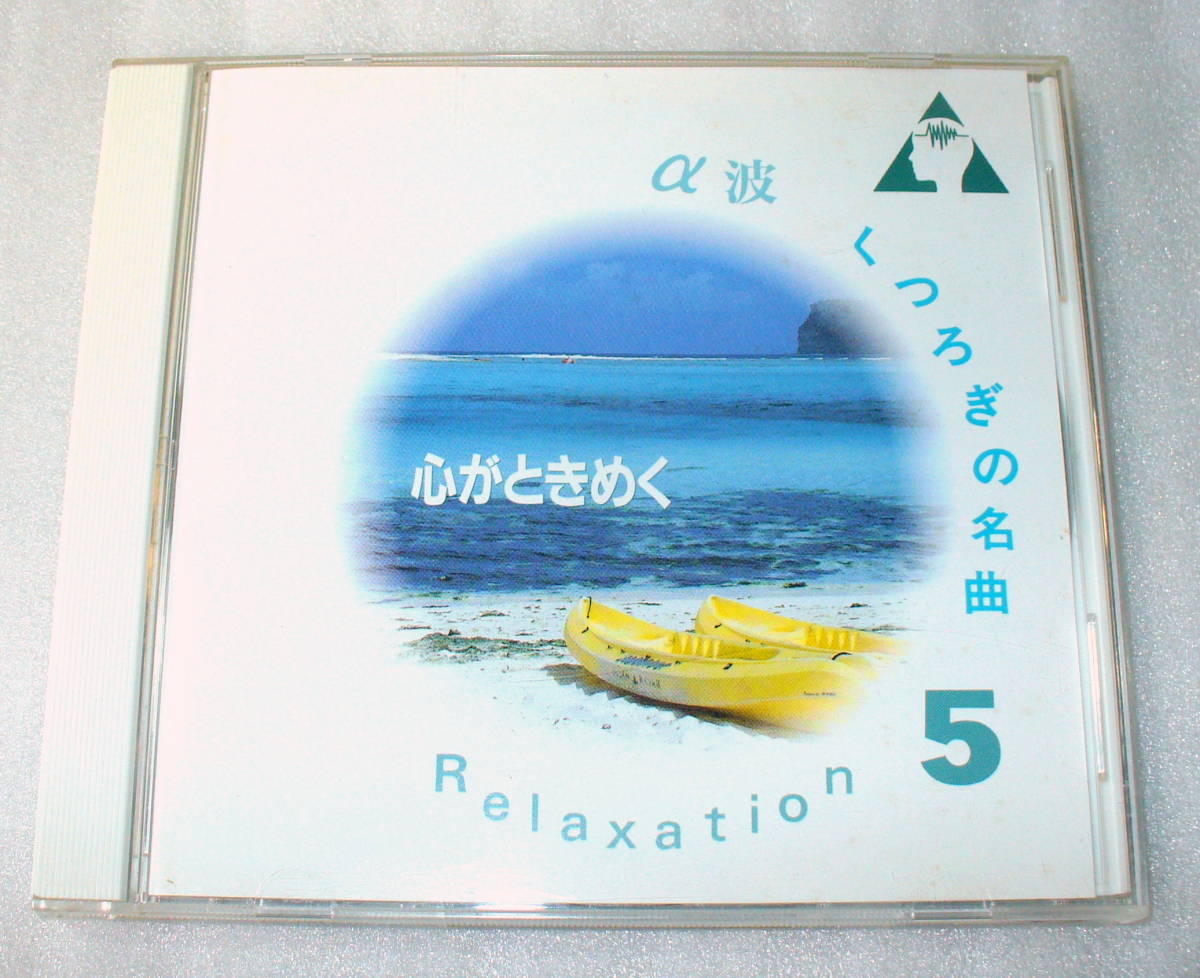 α波
くつろぎの名曲
心がときめく
5
Relaxation